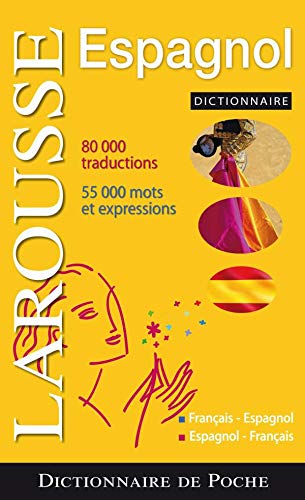 LAROUSSE
Espagnol
DICTIONNAIRE
80 000
traductions
55 000 mots
et expressions
Français - Espagnol
Espagnol - Français
DICTIONNAIRE DE POCHE